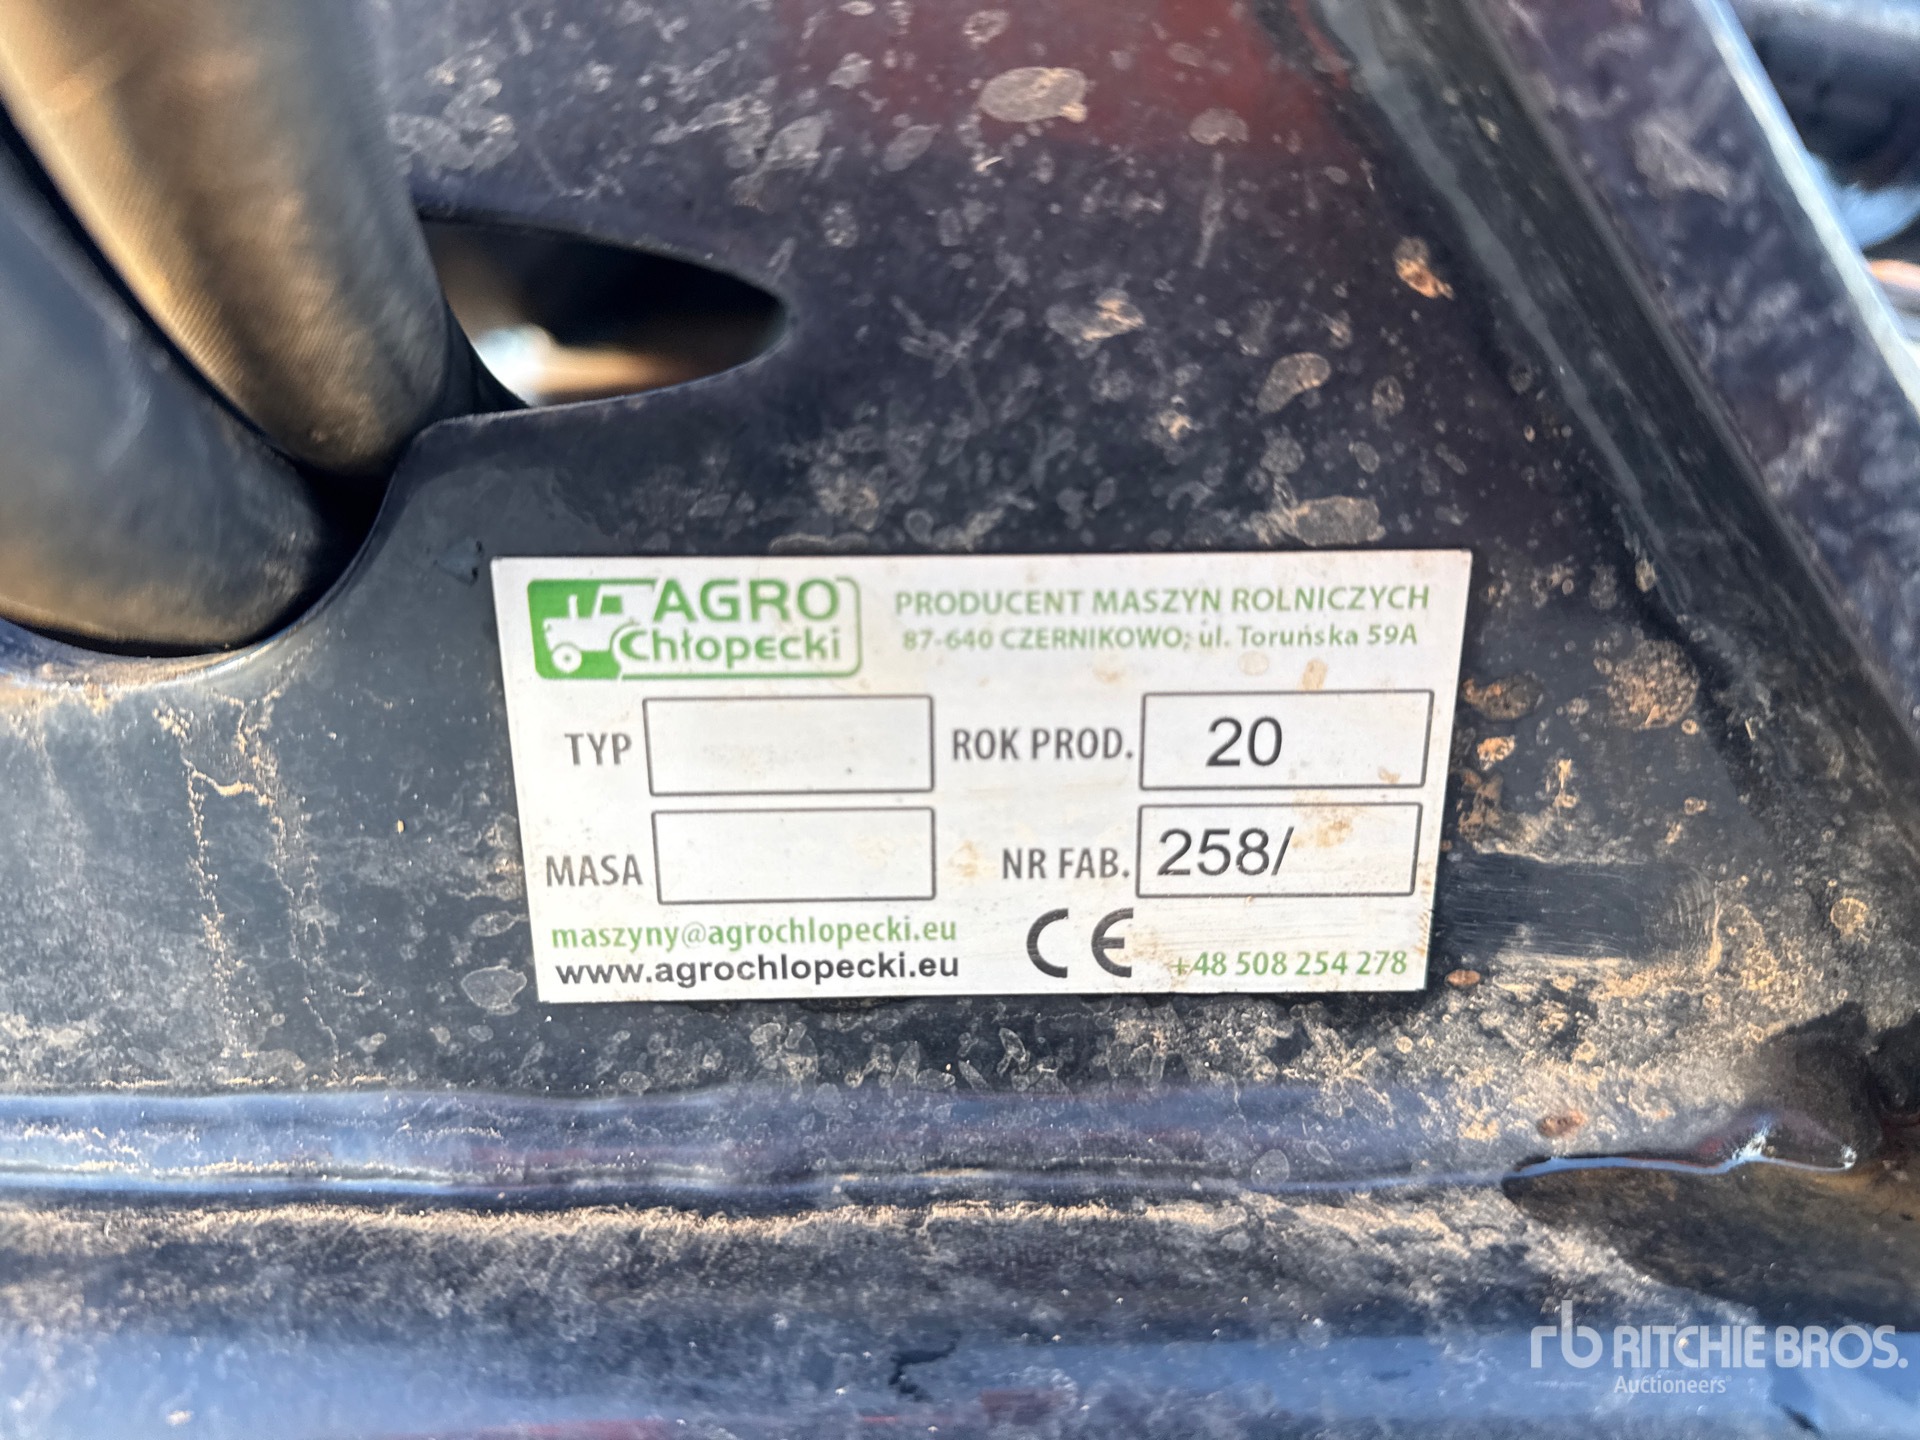 AGRO
Chłopecki
PRODUCENT MASZYN ROLNICZYCH
87-640 CZERNIKOWO, ul. Toruńska 59A
TYP
ROK PROD. 20
MASA
NR FAB. 258/
maszyny@agrochlopecki.eu
www.agrochlopecki.eu
CE
+48 508 254 278
rb RITCHIE BROS.
Auctioneers